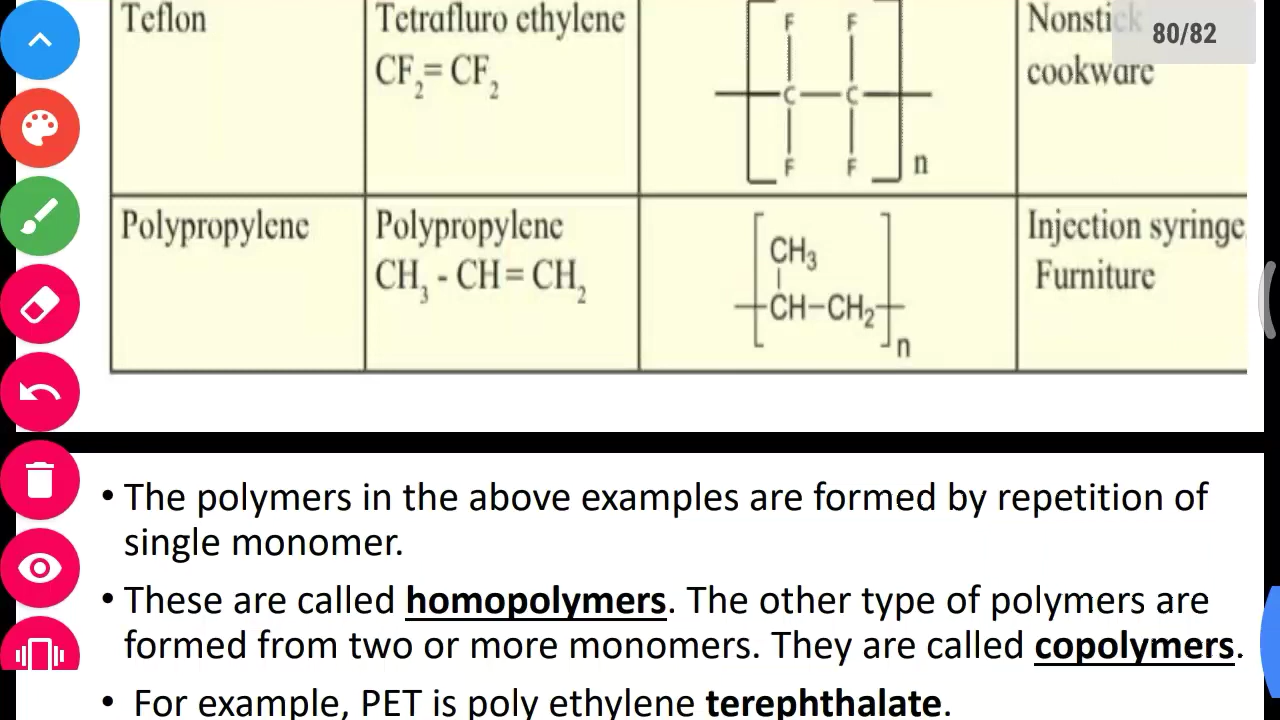 Teflon
Tetrafluro ethylene
CF₂= CF₂
F F
C C
F F
n
Nonstick
cookware
80/82
Polypropylene
Polypropylene
CH₃ - CH= CH₂
CH₃
CH-CH₂
n
Injection syringe
Furniture
• The polymers in the above examples are formed by repetition of
single monomer.
• These are called homopolymers. The other type of polymers are
formed from two or more monomers. They are called copolymers.
• For example, PET is poly ethylene terephthalate.